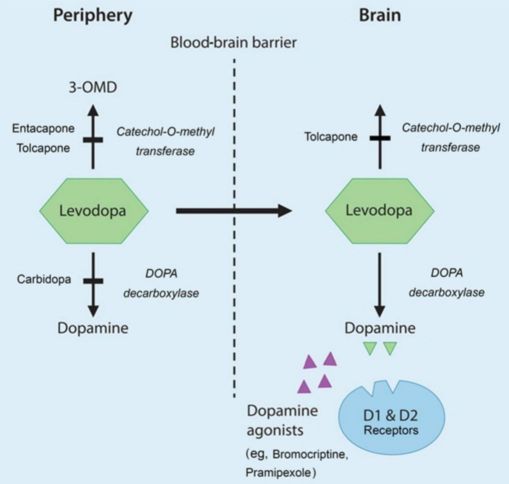 Periphery
Blood-brain barrier
Brain
3-OMD
Entacapone
Tolcapone
Catechol-O-methyl
transferase
Tolcapone
Catechol-O-methyl
transferase
Levodopa
Levodopa
Carbidopa
DOPA
decarboxylase
DOPA
decarboxylase
Dopamine
Dopamine
Dopamine
agonists
(eg, Bromocriptine,
Pramipexole)
D1 & D2
Receptors